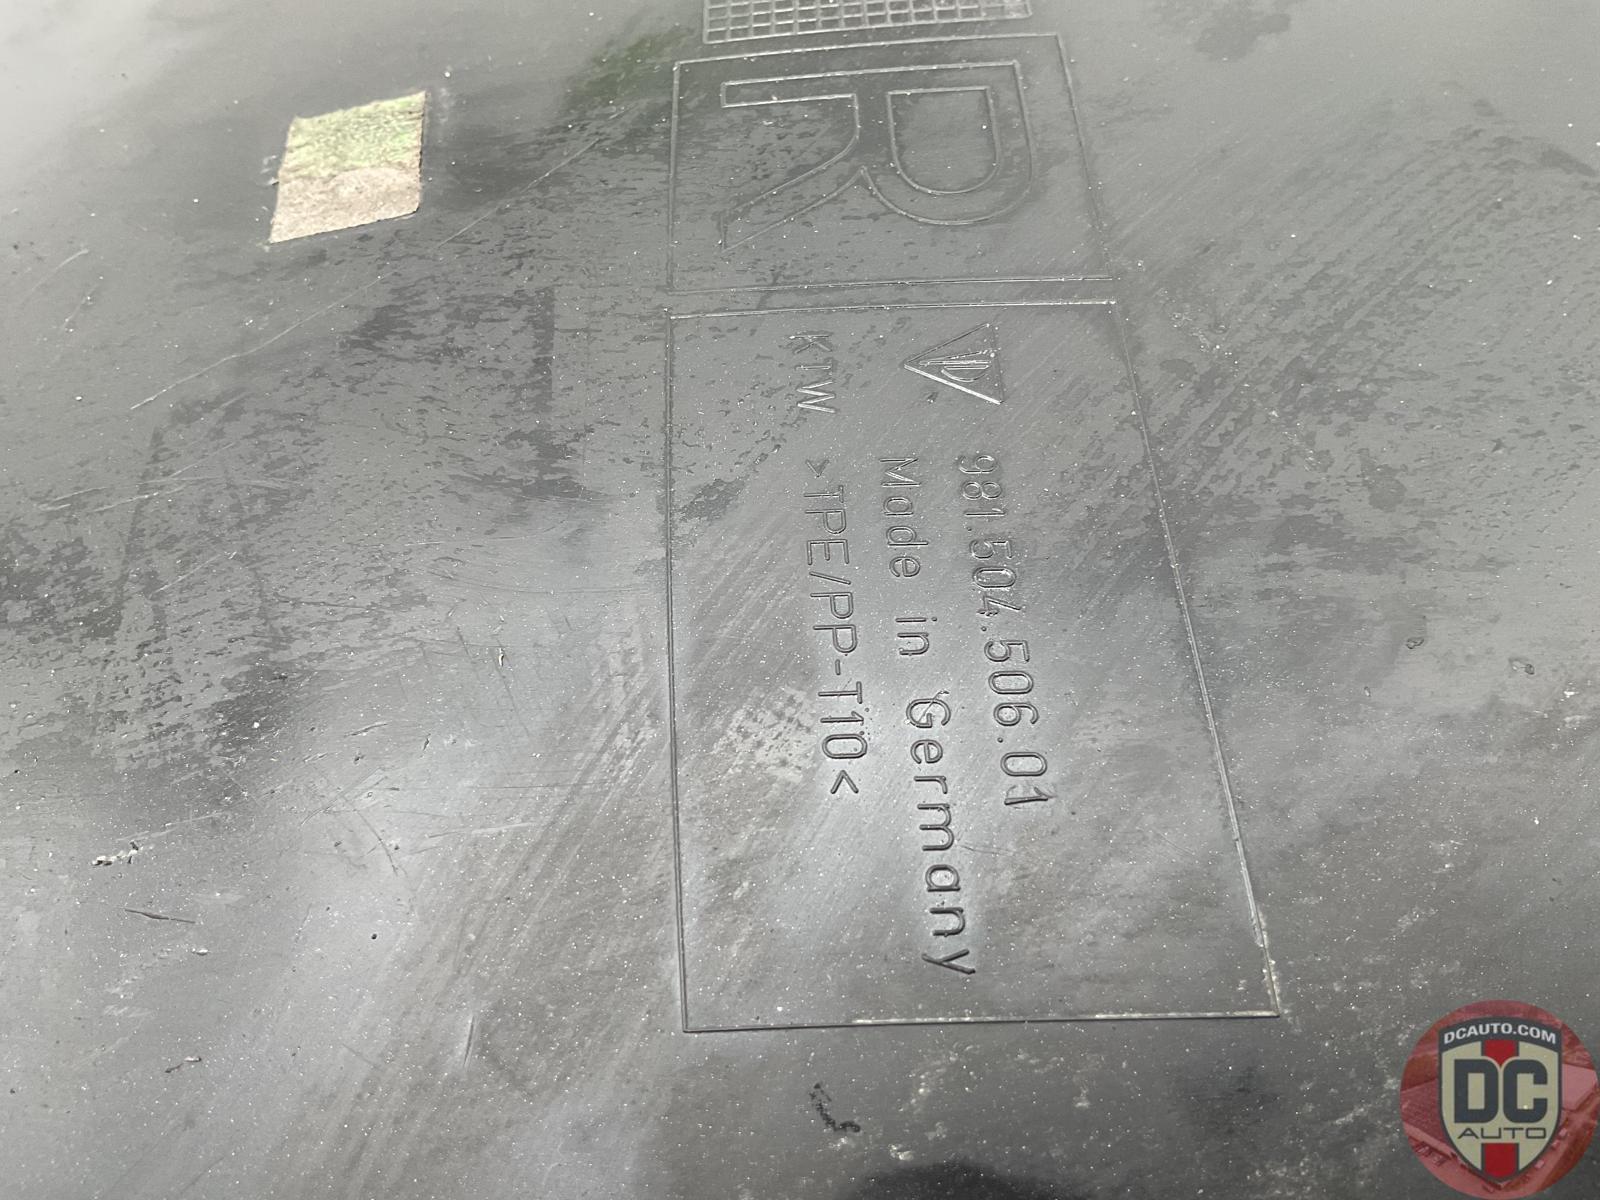 R
981.504.506.01
Made in Germany
KTW >TPE/PP-T10<
DCAUTO.COM
DC
AUTO